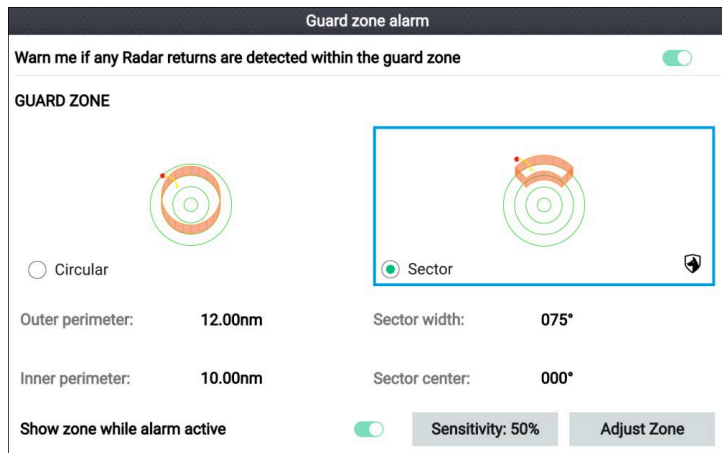 Guard zone alarm
Warn me if any Radar returns are detected within the guard zone
GUARD ZONE
Circular
Sector
Outer perimeter: 12.00nm Sector width: 075°
Inner perimeter: 10.00nm Sector center: 000°
Show zone while alarm active Sensitivity: 50% Adjust Zone